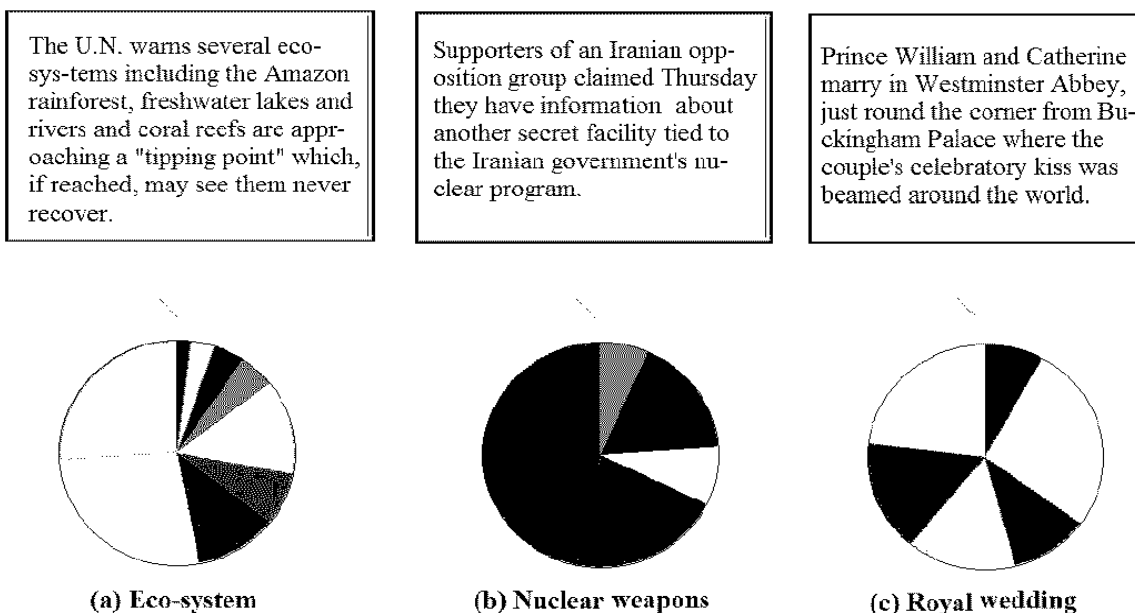 The U.N. warns several eco-
sys-tems including the Amazon
rainforest, freshwater lakes and
rivers and coral reefs are appr-
oaching a "tipping point" which,
if reached, may see them never
recover.
Supporters of an Iranian opp-
osition group claimed Thursday
they have information about
another secret facility tied to
the Iranian government's nu-
clear program.
Prince William and Catherine
marry in Westminster Abbey,
just round the corner from Bu-
ckingham Palace where the
couple's celebratory kiss was
beamed around the world.
(a) Eco-system
(b) Nuclear weapons
(c) Royal wedding